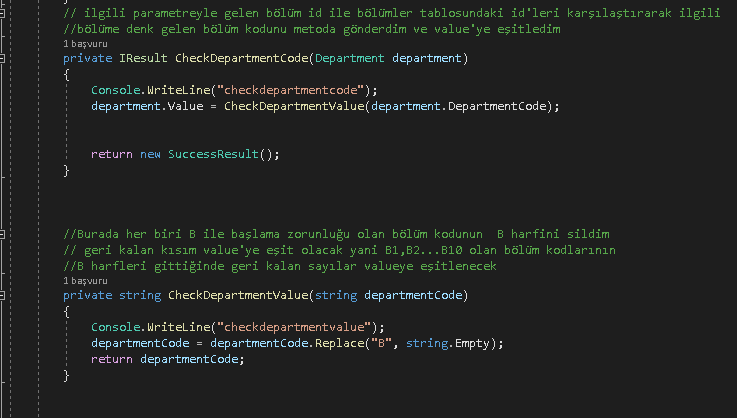 // ilgili parametreyle gelen bölüm id ile bölümler tablosundaki id'leri karşılaştırarak ilgili
//bölüme denk gelen bölüm kodunu metoda gönderdim ve value'ye eşitledim
1 başvuru
private IResult CheckDepartmentCode(Department department)
{
Console.WriteLine("checkdepartmentcode");
department.Value = CheckDepartmentValue(department.DepartmentCode);
return new SuccessResult();
}
//Burada her biri B ile başlama zorunluğu olan bölüm kodunun  B harfini sildim
// geri kalan kısım value'ye eşit olacak yani B1,B2...B10 olan bölüm kodlarının
//B harfleri gittiğinde geri kalan sayılar valueye eşitlenecek
1 başvuru
private string CheckDepartmentValue(string departmentCode)
{
Console.WriteLine("checkdepartmentvalue");
departmentCode = departmentCode.Replace("B", string.Empty);
return departmentCode;
}